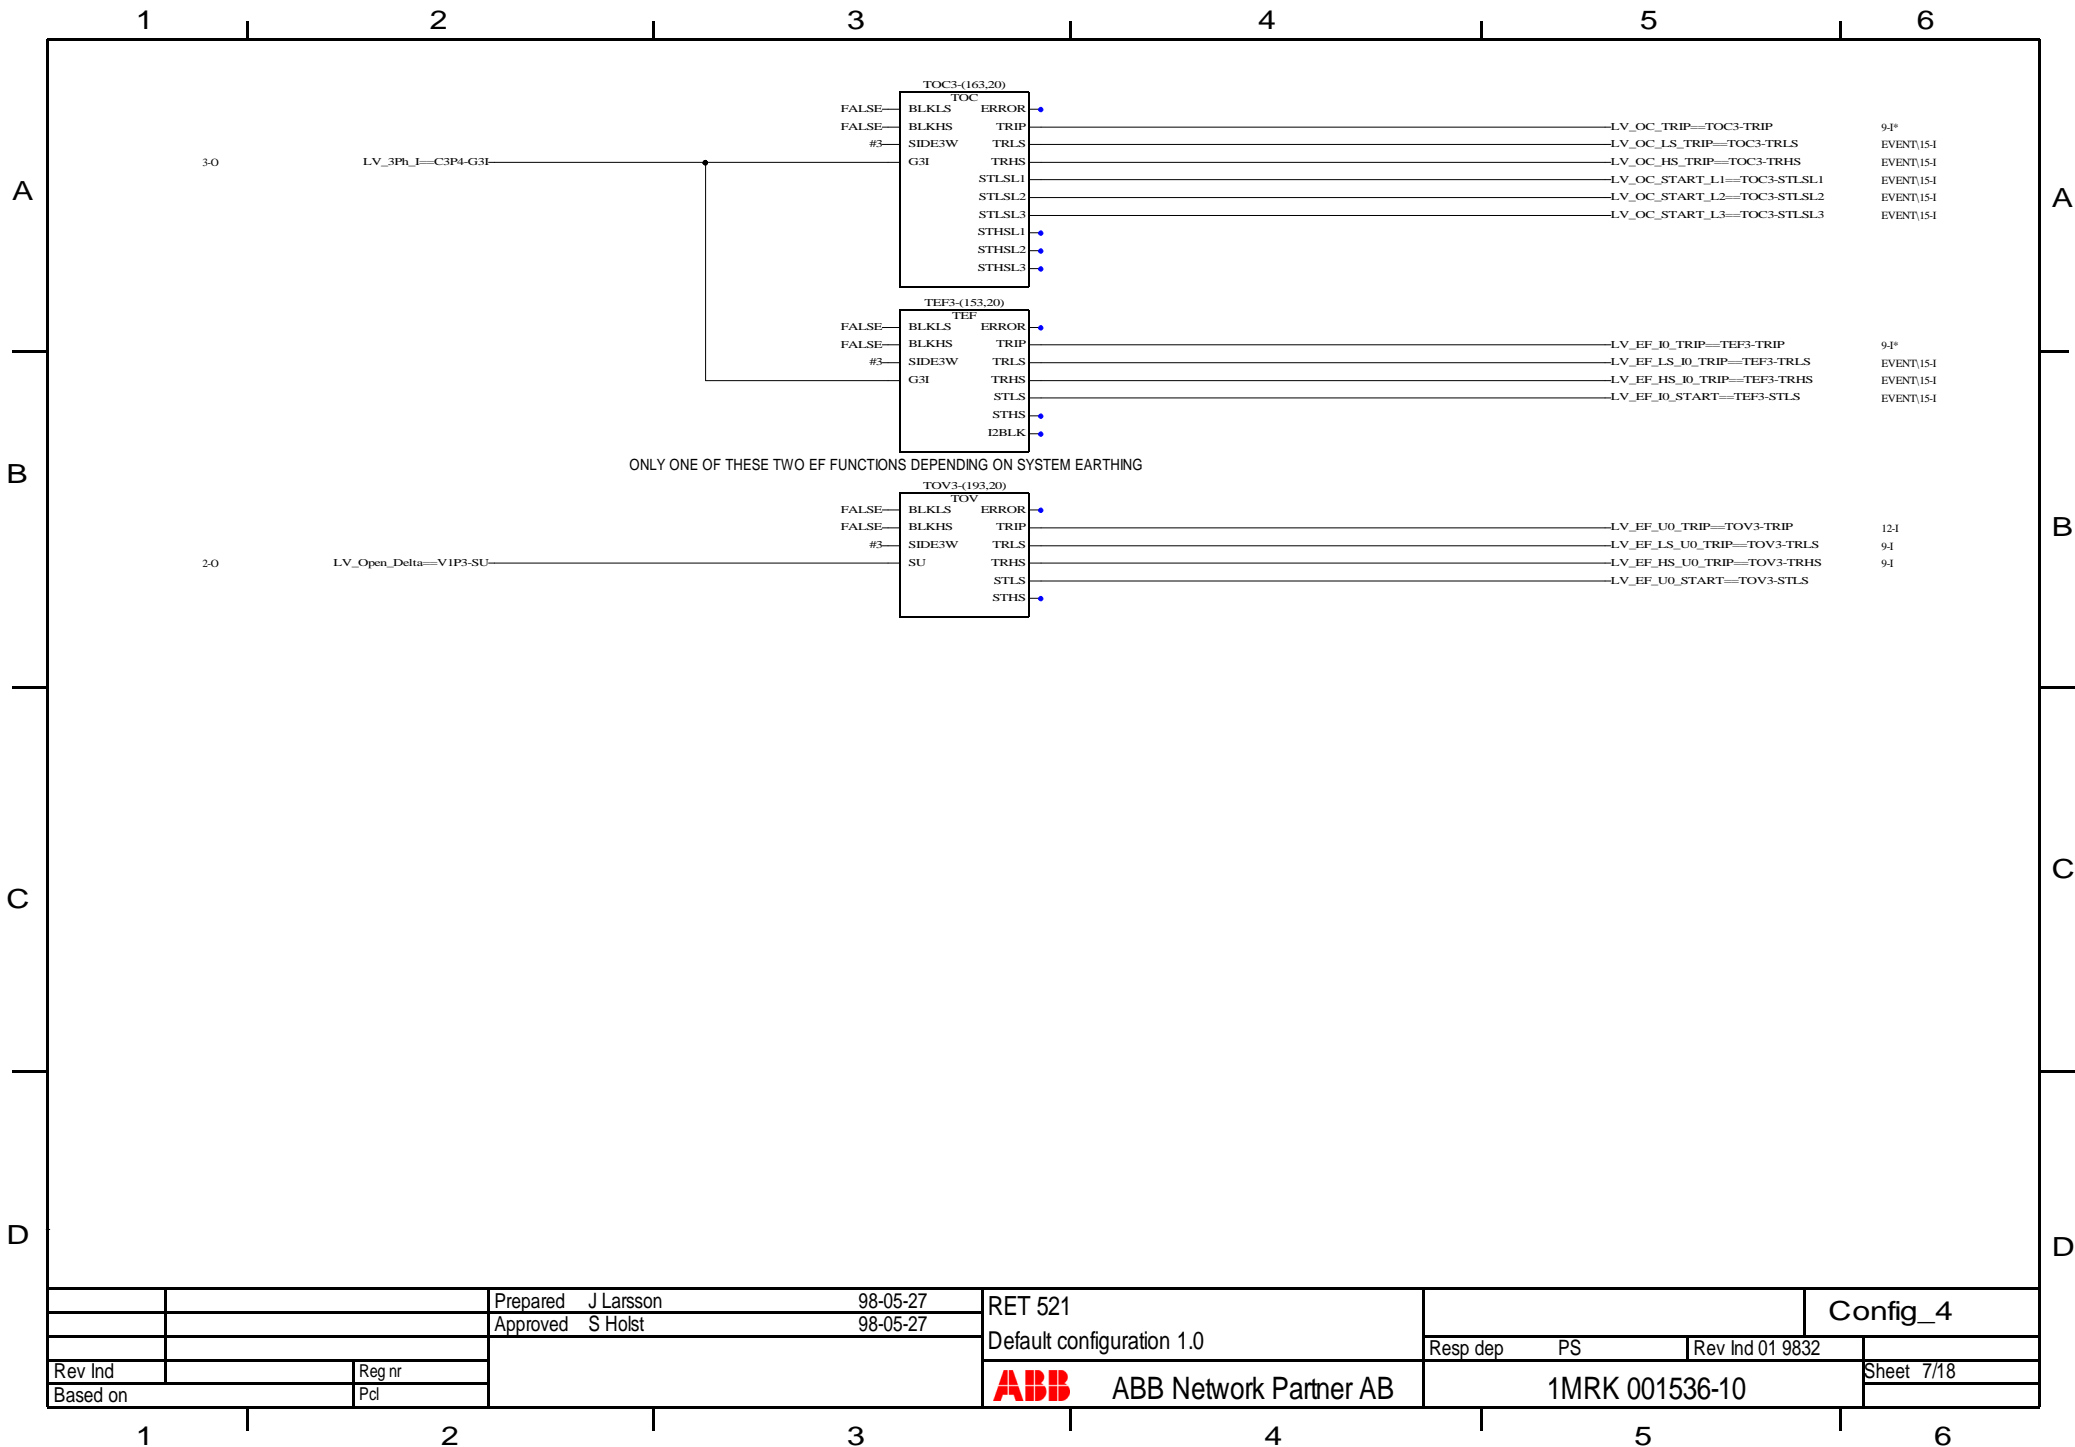 1 2 3 4 5 6
TOC3-(163,20)
TOC
FALSE BLKLS ERROR
FALSE BLKHS TRIP LV_OC_TRIP==TOC3-TRIP 9-I*
#3 SIDE3W TRLS LV_OC_LS_TRIP==TOC3-TRLS EVENT\15-I
3-O LV_3Ph_I==C3P4-G3I G3I TRHS LV_OC_HS_TRIP==TOC3-TRHS EVENT\15-I
STLSL1 LV_OC_START_L1==TOC3-STLSL1 EVENT\15-I
A STLSL2 LV_OC_START_L2==TOC3-STLSL2 EVENT\15-I A
STLSL3 LV_OC_START_L3==TOC3-STLSL3 EVENT\15-I
STHSL1
STHSL2
STHSL3
TEF3-(153,20)
TEF
FALSE BLKLS ERROR
FALSE BLKHS TRIP LV_EF_I0_TRIP==TEF3-TRIP 9-I*
#3 SIDE3W TRLS LV_EF_LS_I0_TRIP==TEF3-TRLS EVENT\15-I
G3I TRHS LV_EF_HS_I0_TRIP==TEF3-TRHS EVENT\15-I
STLS LV_EF_I0_START==TEF3-STLS EVENT\15-I
STHS
I2BLK
ONLY ONE OF THESE TWO EF FUNCTIONS DEPENDING ON SYSTEM EARTHING
B
TOV3-(193,20)
TOV
FALSE BLKLS ERROR
FALSE BLKHS TRIP LV_EF_U0_TRIP==TOV3-TRIP 12-I B
#3 SIDE3W TRLS LV_EF_LS_U0_TRIP==TOV3-TRLS 9-I
2-O LV_Open_Delta==V1P3-SU SU TRHS LV_EF_HS_U0_TRIP==TOV3-TRHS 9-I
STLS LV_EF_U0_START==TOV3-STLS
STHS
C C
D D
Prepared J Larsson 98-05-27
Approved S Holst 98-05-27
RET 521
Default configuration 1.0
Config_4
Resp dep PS Rev Ind 01 9832
Rev Ind Reg nr
Based on Pcl
ABB ABB Network Partner AB
1MRK 001536-10
Sheet 7/18
1 2 3 4 5 6